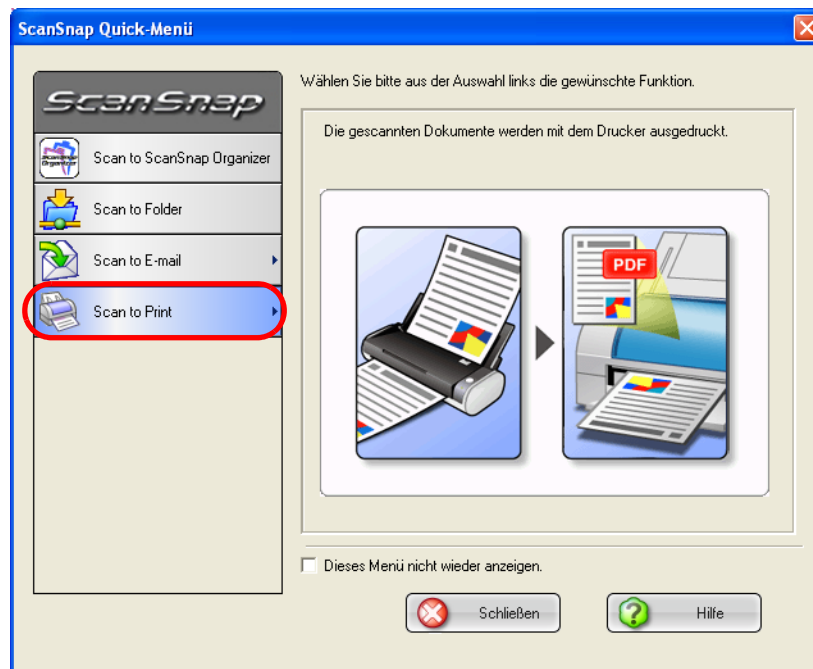 ScanSnap Quick-Menü
ScanSnap
Wählen Sie bitte aus der Auswahl links die gewünschte Funktion.
Die gescannten Dokumente werden mit dem Drucker ausgedruckt.
ScanSnap Organizer
Scan to ScanSnap Organizer
Scan to Folder
Scan to E-mail
Scan to Print
PDF
Dieses Menü nicht wieder anzeigen.
Schließen
Hilfe